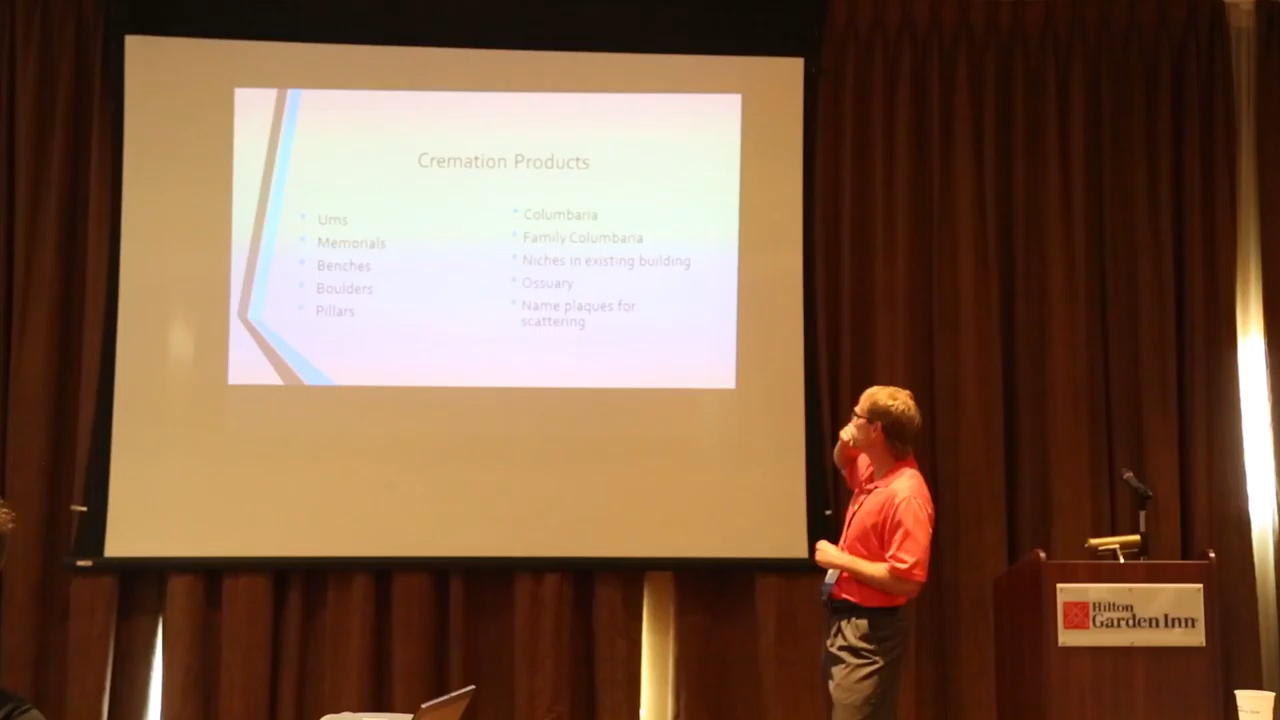 Cremation Products
Urns
Memorials
Benches
Boulders
Pillars
Columbaria
Family Columbaria
Niches in existing building
Ossuary
Name plaques for
scattering
Hilton
Garden Inn